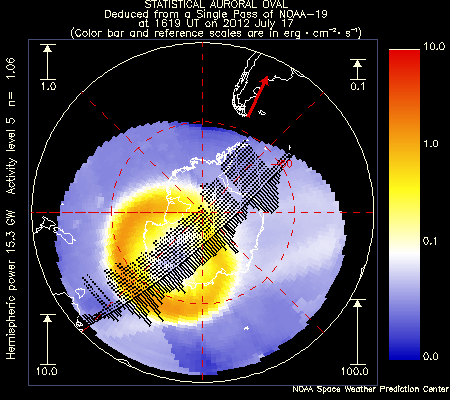 STATISTICAL AURORAL OVAL
Deduced from a Single Pass of NOAA-19
at 1619 UT on 2012 July 17
(Color bar and reference scales are in erg · cm⁻² · s⁻¹)
Hemispheric power 15.3 GW Activity level 5 n= 1.06
1.0
0.1
10.0
100.0
10.0
1.0
0.1
0.0
NOAA Space Weather Prediction Center